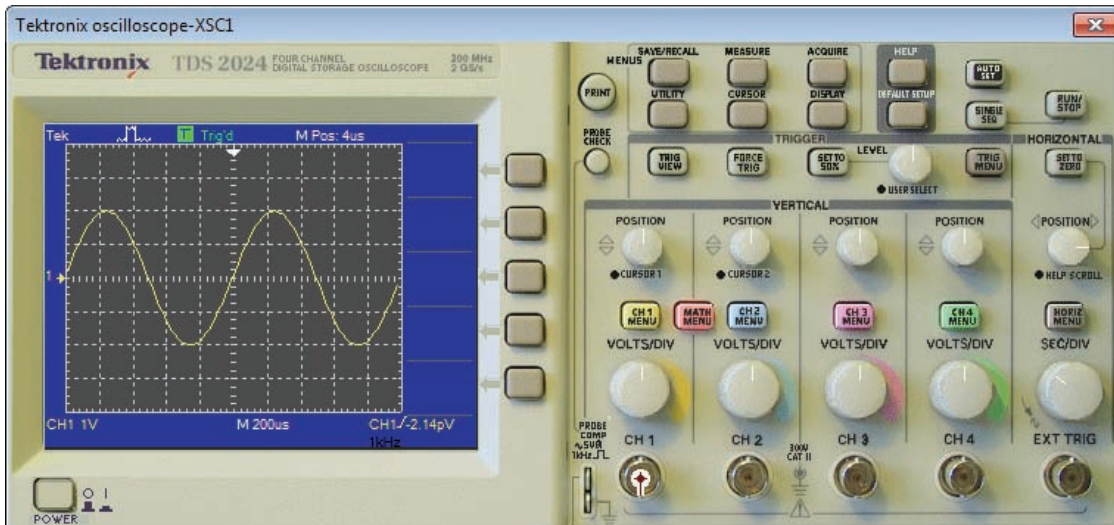 Tektronix oscilloscope-XSC1
Tektronix TDS 2024 FOUR CHANNEL DIGITAL STORAGE OSCILLOSCOPE 200 MHz 2 GS/s
Tek T Trig'd M Pos: 4us
1
CH1 1V M 200us CH1 -2.14pV
1kHz
POWER
MENUS
SAVE/RECALL MEASURE ACQUIRE HELP
PRINT
AUTO SET
UTILITY CURSOR DISPLAY DEFAULT SETUP
SINGLE SEQ
RUN/STOP
PROBE CHECK
TRIGGER
HORIZONTAL
TRIG VIEW
FORCE TRIG
SET TO 50%
LEVEL
TRIG MENU
SET TO ZERO
USER SELECT
VERTICAL
POSITION POSITION POSITION POSITION POSITION
CURSOR 1 CURSOR 2 HELP SCROLL
CH 1 MENU
MATH MENU
CH 2 MENU
CH 3 MENU
CH 4 MENU
HORIZ MENU
VOLTS/DIV VOLTS/DIV VOLTS/DIV VOLTS/DIV SEC/DIV
PROBE COMP
~5V
1kHz
CH 1 CH 2 CH 3 CH 4 EXT TRIG
300V
CAT II